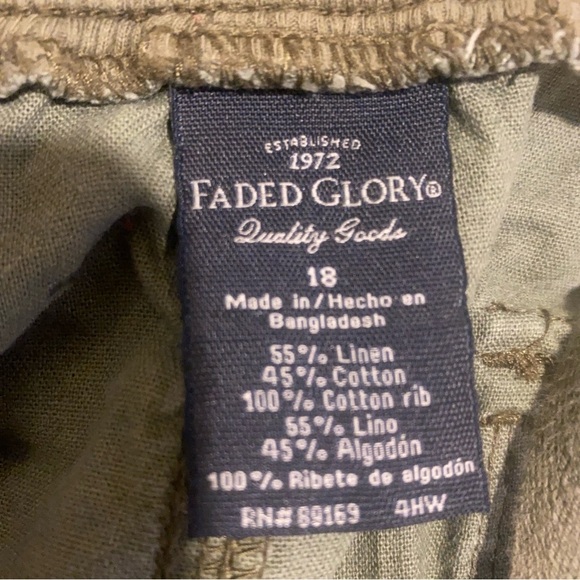 ESTABLISHED
1972
FADED GLORY®
Quality Goods
18
Made in/Hecho en
Bangladesh
55% Linen
45% Cotton
100% Cotton rib
55% Lino
45% Algodón
100% Ribete de algodón
RN# 89169 4HW